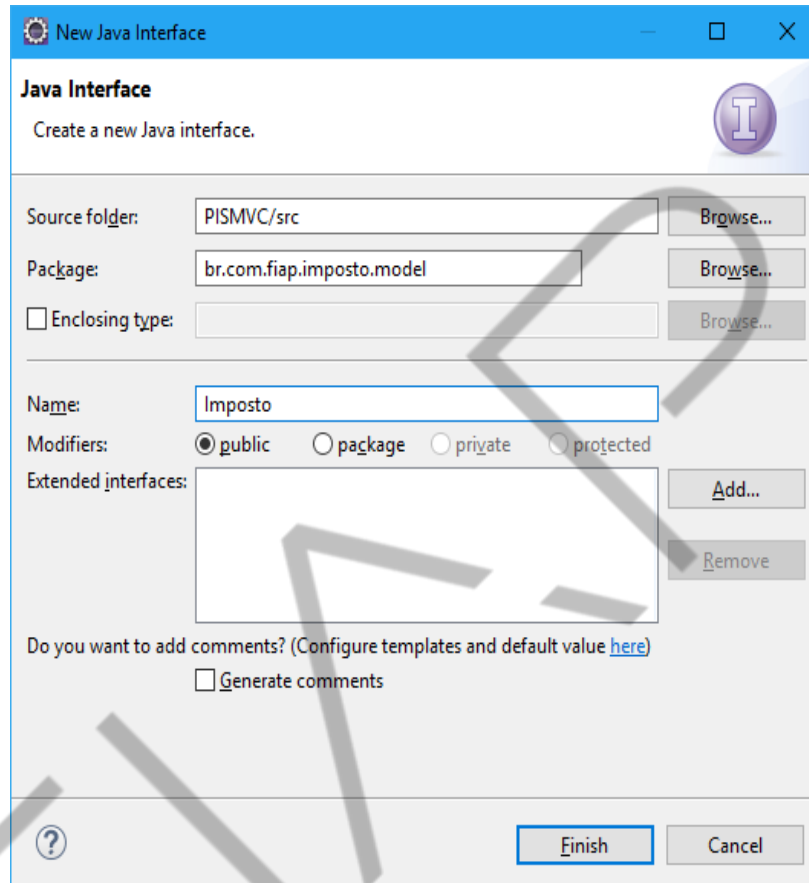 New Java Interface
Java Interface
Create a new Java interface.
Source folder: PISMVC/src Browse...
Package: br.com.fiap.imposto.model Browse...
Enclosing type: Browse...
Name: Imposto
Modifiers: public package private protected
Extended interfaces: Add...
Remove
Do you want to add comments? (Configure templates and default value here)
Generate comments
? Finish Cancel